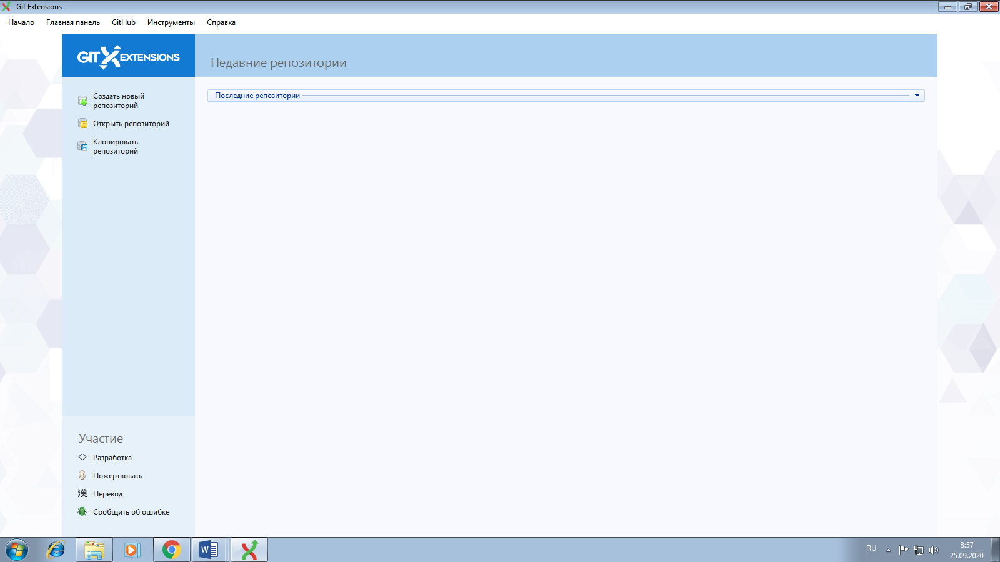 Git Extensions
Начало Главная панель GitHub Инструменты Справка
GIT EXTENSIONS
Недавние репозитории
Последние репозитории
Создать новый
репозиторий
Открыть репозиторий
Клонировать
репозиторий
Участие
Разработка
Пожертвовать
漢 Перевод
Сообщить об ошибке
W
RU
8:57
25.09.2020